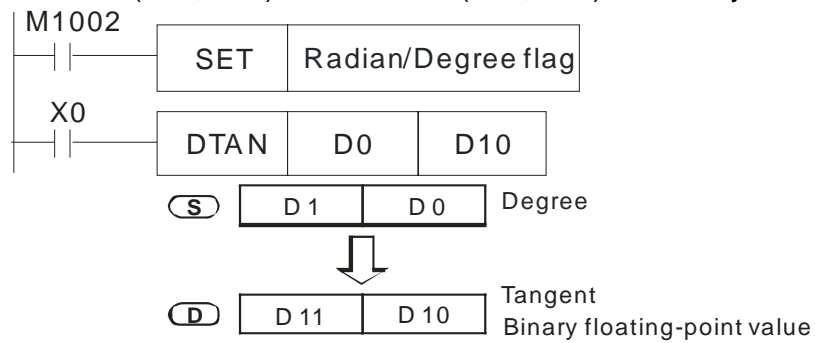 M1002
SET Radian/Degree flag
X0
DTAN D0 D10
S D 1 D 0 Degree
D D 11 D 10 Tangent
Binary floating-point value